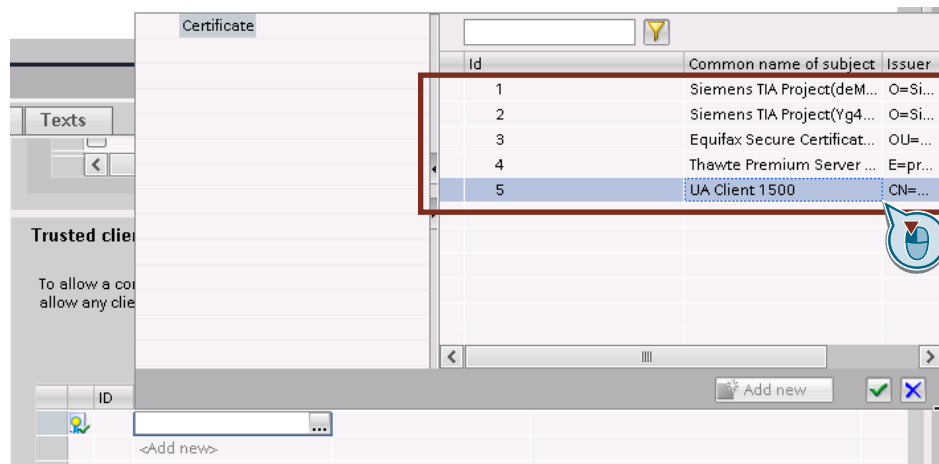 Certificate
Id Common name of subject Issuer
1 Siemens TIA Project(deM... O=Si...
2 Siemens TIA Project(Yg4... O=Si...
3 Equifax Secure Certificat... OU=...
4 Thawte Premium Server ... E=pr...
5 UA Client 1500 CN=...
Texts
Trusted clie
To allow a co
allow any clie
Add new
ID
...
<Add new>